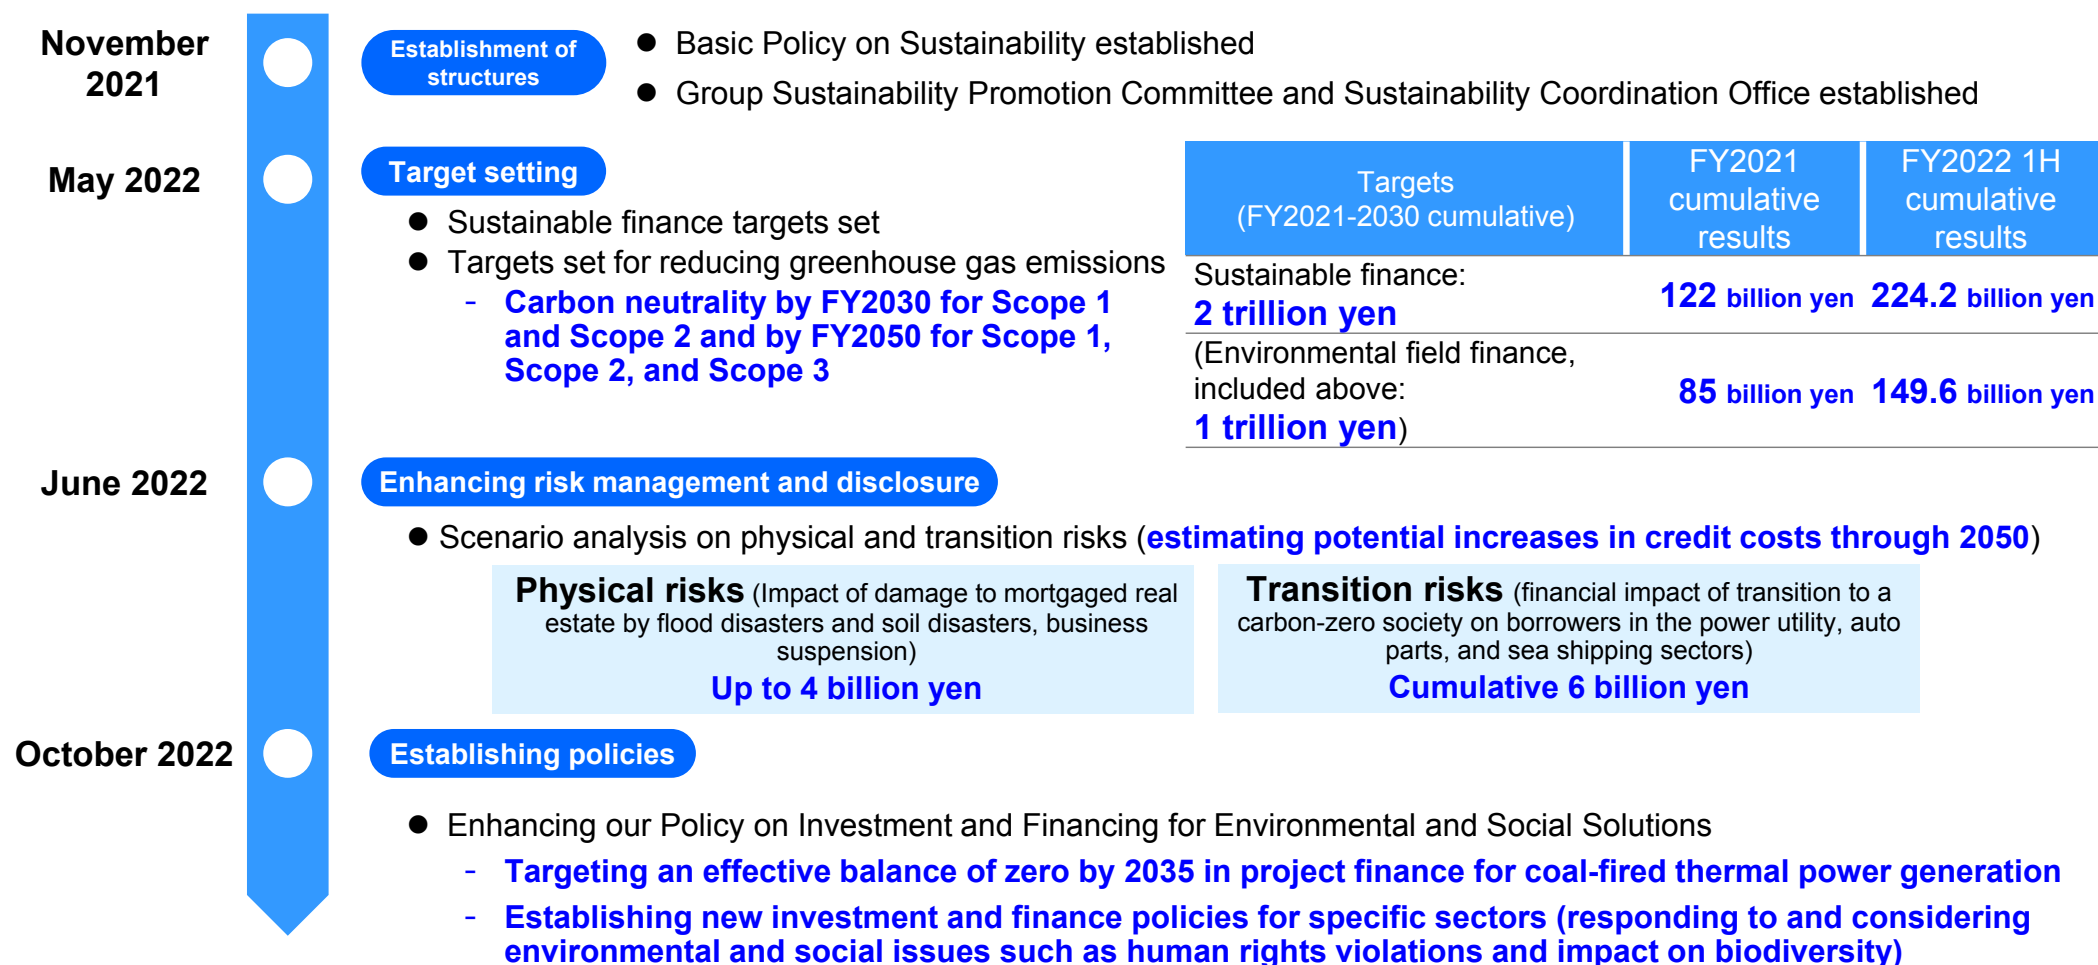 November
2021
Establishment of
structures
● Basic Policy on Sustainability established
● Group Sustainability Promotion Committee and Sustainability Coordination Office established
May 2022
Target setting
● Sustainable finance targets set
● Targets set for reducing greenhouse gas emissions
- Carbon neutrality by FY2030 for Scope 1
and Scope 2 and by FY2050 for Scope 1,
Scope 2, and Scope 3
Targets
(FY2021-2030 cumulative)
FY2021
cumulative
results
FY2022 1H
cumulative
results
Sustainable finance:
2 trillion yen
122 billion yen
224.2 billion yen
(Environmental field finance,
included above:
1 trillion yen)
85 billion yen
149.6 billion yen
June 2022
Enhancing risk management and disclosure
● Scenario analysis on physical and transition risks (estimating potential increases in credit costs through 2050)
Physical risks (Impact of damage to mortgaged real
estate by flood disasters and soil disasters, business
suspension)
Up to 4 billion yen
Transition risks (financial impact of transition to a
carbon-zero society on borrowers in the power utility, auto
parts, and sea shipping sectors)
Cumulative 6 billion yen
October 2022
Establishing policies
● Enhancing our Policy on Investment and Financing for Environmental and Social Solutions
- Targeting an effective balance of zero by 2035 in project finance for coal-fired thermal power generation
- Establishing new investment and finance policies for specific sectors (responding to and considering
environmental and social issues such as human rights violations and impact on biodiversity)